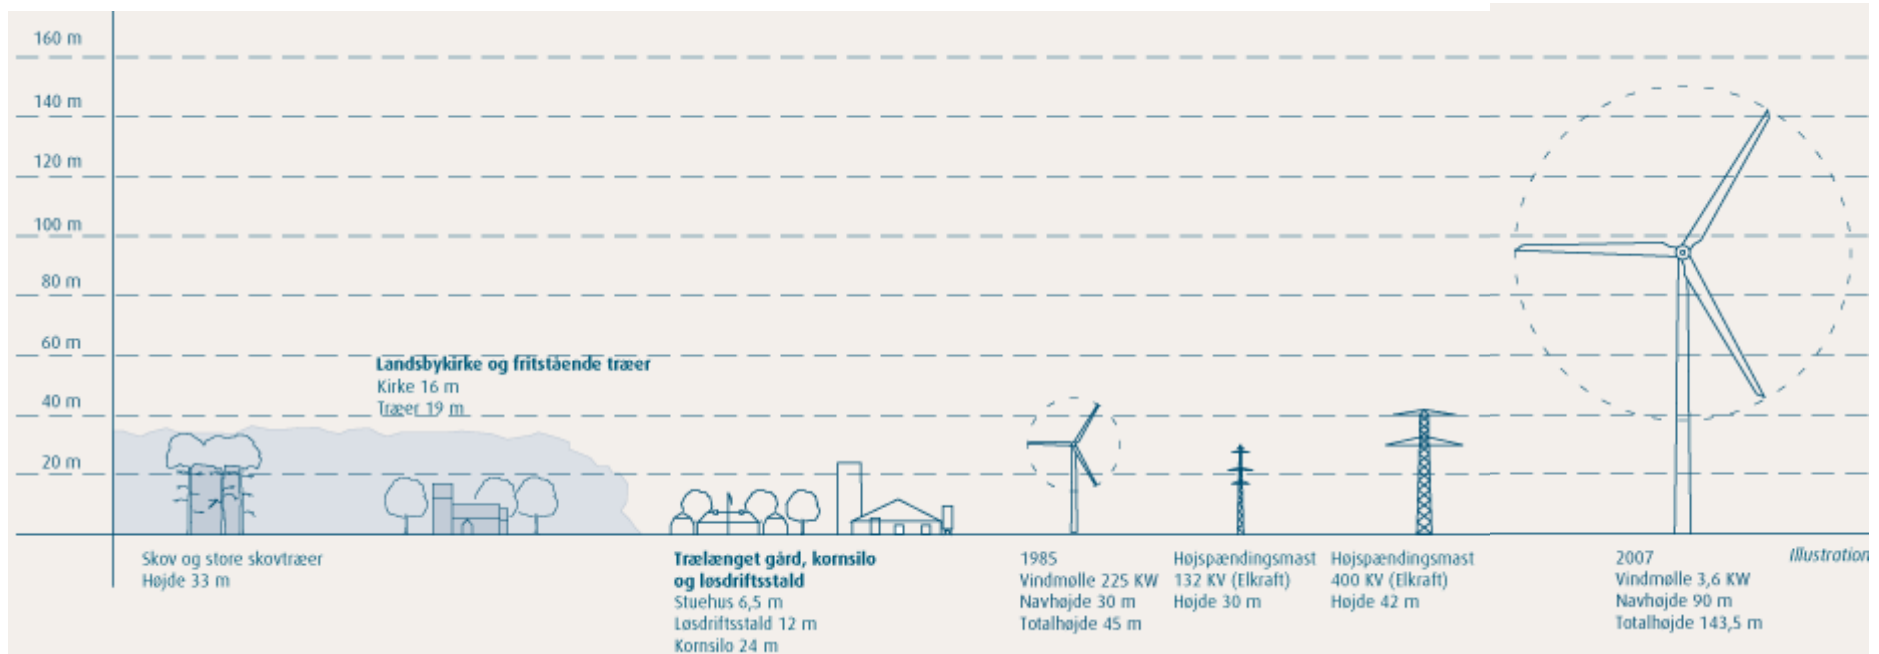 160 m
140 m
120 m
100 m
80 m
60 m
40 m
20 m
Landsbykirke og fritstående træer
Kirke 16 m
Træer 19 m
Skov og store skovtræer
Højde 33 m
Trælænget gård, kornsilo
og løsdriftsstald
Stuehus 6,5 m
Løsdriftsstald 12 m
Kornsilo 24 m
1985
Vindmølle 225 KW
Navhøjde 30 m
Totalhøjde 45 m
Højspændingsmast
132 KV (Elkraft)
Højde 30 m
Højspændingsmast
400 KV (Elkraft)
Højde 42 m
2007
Vindmølle 3,6 KW
Navhøjde 90 m
Totalhøjde 143,5 m
Illustration